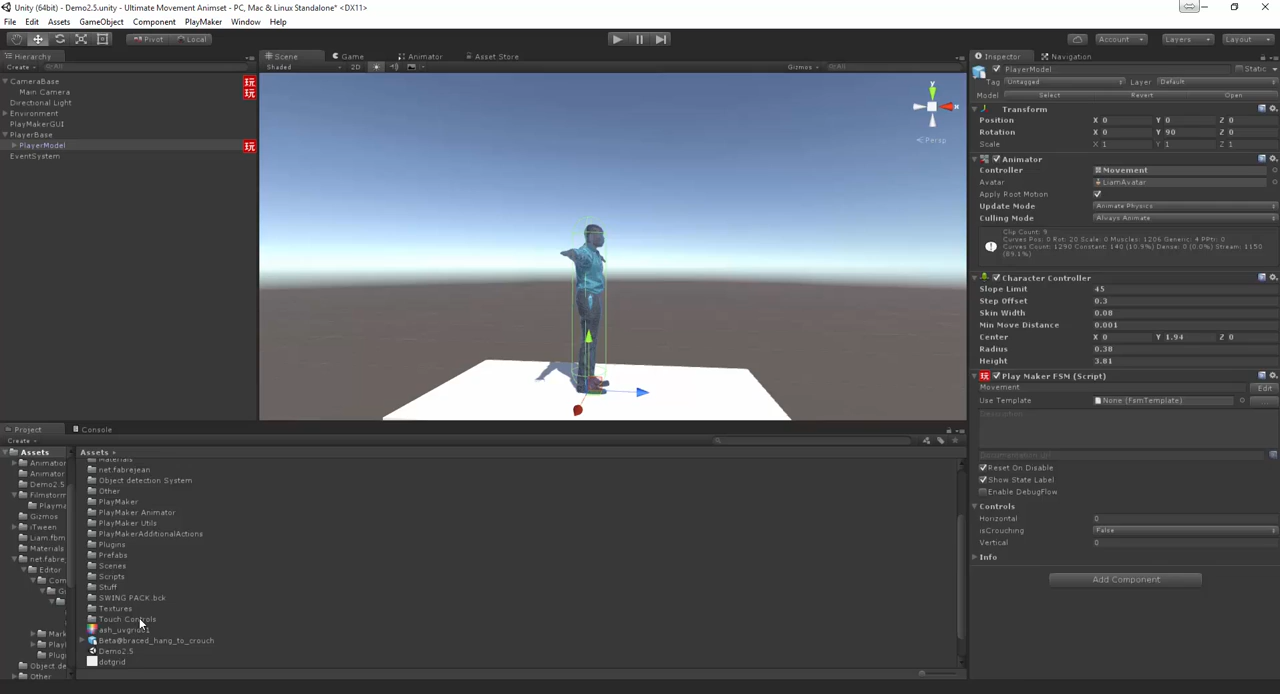 Unity (64bit) - Demo2.5.unity - Ultimate Movement Animset - PC, Mac & Linux Standalone* <DX11>
File Edit Assets GameObject Component PlayMaker Window Help
Pivot Local Account Layers Layout
Hierarchy Scene Game Animator Asset Store Inspector Navigation
Create All Shaded 2D Gizmos All PlayerModel Static
CameraBase 玩 Tag Untagged Layer Default
Main Camera 玩 Model Select Revert Open
Directional Light Transform
Environment Position X 0 Y 0 Z 0
PlayMakerGUI Rotation X 0 Y 90 Z 0
PlayerBase Scale X 1 Y 1 Z 1
PlayerModel 玩
EventSystem
y
x
Persp
Animator
Controller Movement
Avatar LiamAvatar
Apply Root Motion
Update Mode Animate Physics
Culling Mode Always Animate
Clip Count: 9
Curves Pos: 0 Rot: 20 Scale: 0 Muscles: 1206 Generic: 4 PPtr: 0
Curves Count: 1290 Constant: 140 (10.9%) Dense: 0 (0.0%) Stream: 1150
(89.1%)
Character Controller
Slope Limit 45
Step Offset 0.3
Skin Width 0.08
Min Move Distance 0.001
Center X 0 Y 1.94 Z 0
Radius 0.38
Height 3.81
玩 Play Maker FSM (Script)
Movement Edit
Use Template None (FsmTemplate)
Reset On Disable
Show State Label
Enable DebugFlow
Controls
Horizontal 0
isCrouching False
Vertical 0
Info
Add Component
Project Console
Create
Assets
Animation
Animator
Demo2.5
Filmstorm
Playma
Gizmos
iTween
Liam.fbm
Materials
net.fabre
Editor
Com
G
Mark
Play
Plug
Object de
Other
Assets
Materials
net.fabrejean
Object detection System
Other
PlayMaker
PlayMaker Animator
PlayMaker Utils
PlayMakerAdditionalActions
Plugins
Prefabs
Scenes
Scripts
Stuff
SWING PACK.bck
Textures
Touch Controls
ash_uvgrid01
Beta@braced_hang_to_crouch
Demo2.5
dotgrid